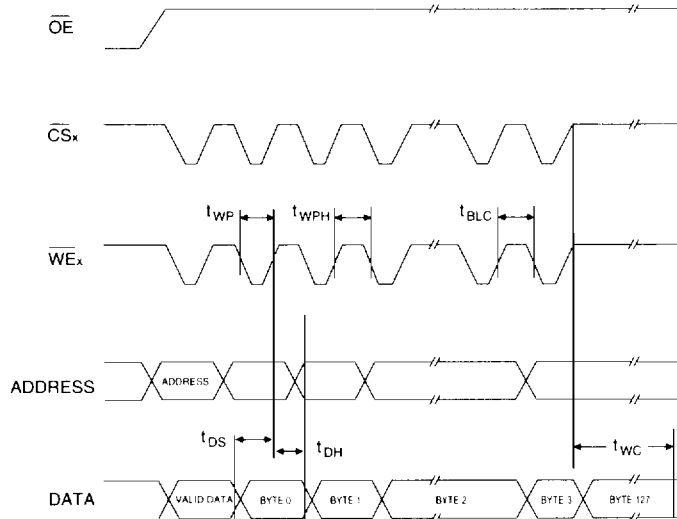 OE
CSx
tWP
tWPH
tBLC
WEx
ADDRESS
ADDRESS
tDS
tDH
tWC
DATA
VALID DATA
BYTE 0
BYTE 1
BYTE 2
BYTE 3
BYTE 127